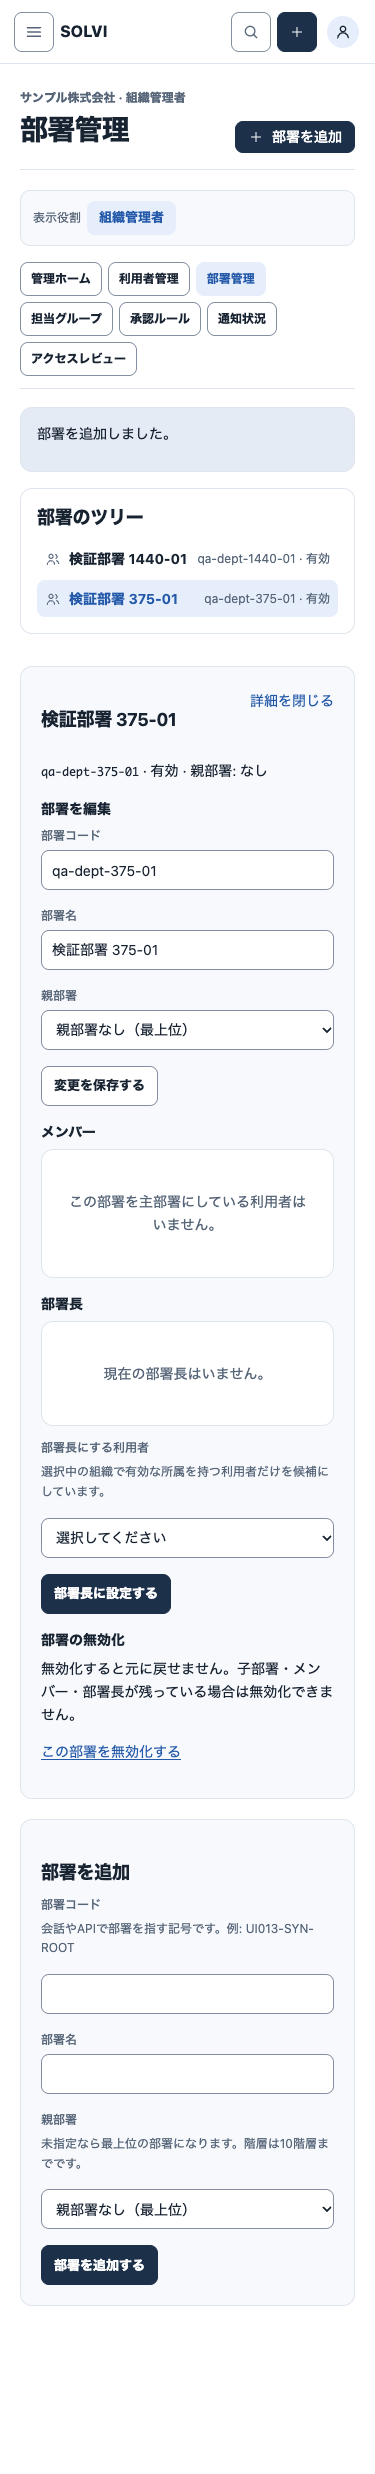 SOLVI
サンプル株式会社 · 組織管理者
部署管理
部署を追加
表示役割 組織管理者
管理ホーム 利用者管理 部署管理
担当グループ 承認ルール 通知状況
アクセスレビュー
部署を追加しました。
部署のツリー
検証部署 1440-01 qa-dept-1440-01 · 有効
検証部署 375-01 qa-dept-375-01 · 有効
詳細を閉じる
検証部署 375-01
qa-dept-375-01 · 有効 · 親部署: なし
部署を編集
部署コード
qa-dept-375-01
部署名
検証部署 375-01
親部署
親部署なし（最上位）
変更を保存する
メンバー
この部署を主部署にしている利用者は
いません。
部署長
現在の部署長はいません。
部署長にする利用者
選択中の組織で有効な所属を持つ利用者だけを候補に
しています。
選択してください
部署長に設定する
部署の無効化
無効化すると元に戻せません。子部署・メン
バー・部署長が残っている場合は無効化できま
せん。
この部署を無効化する
部署を追加
部署コード
会話やAPIで部署を指す記号です。例: UI013-SYN-
ROOT
部署名
親部署
未指定なら最上位の部署になります。階層は10階層ま
でです。
親部署なし（最上位）
部署を追加する